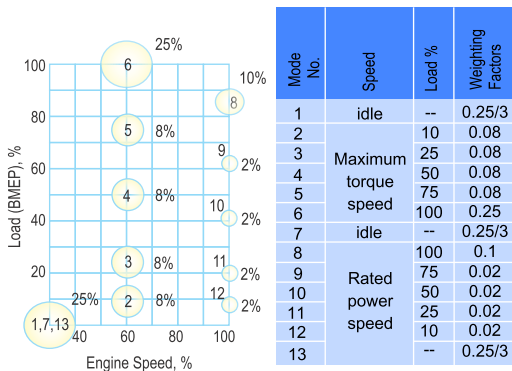 25%
6
100
10%
8
80
5
8%
9
60
2%
4
8%
10
40
2%
3
8%
11
20
2%
25%
2
8%
12
2%
1,7,13
40
60
80
100
Load (BMEP), %
Engine Speed, %
Mode No. Speed Load % Weighting Factors
1 idle -- 0.25/3
2 10 0.08
3 Maximum 25 0.08
4 torque 50 0.08
5 speed 75 0.08
6 100 0.25
7 idle -- 0.25/3
8 100 0.1
9 Rated 75 0.02
10 power 50 0.02
11 speed 25 0.02
12 10 0.02
13 -- 0.25/3